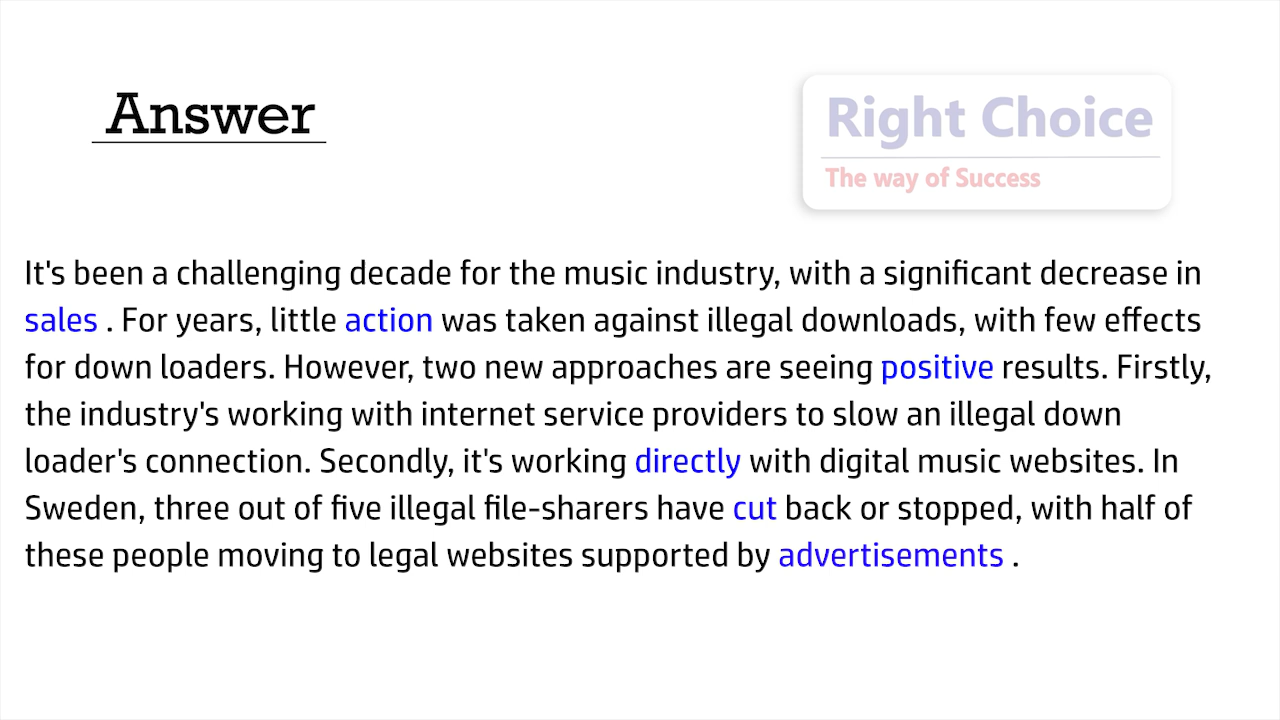 Answer
Right Choice
The way of Success
It's been a challenging decade for the music industry, with a significant decrease in
sales . For years, little action was taken against illegal downloads, with few effects
for down loaders. However, two new approaches are seeing positive results. Firstly,
the industry's working with internet service providers to slow an illegal down
loader's connection. Secondly, it's working directly with digital music websites. In
Sweden, three out of five illegal file-sharers have cut back or stopped, with half of
these people moving to legal websites supported by advertisements .